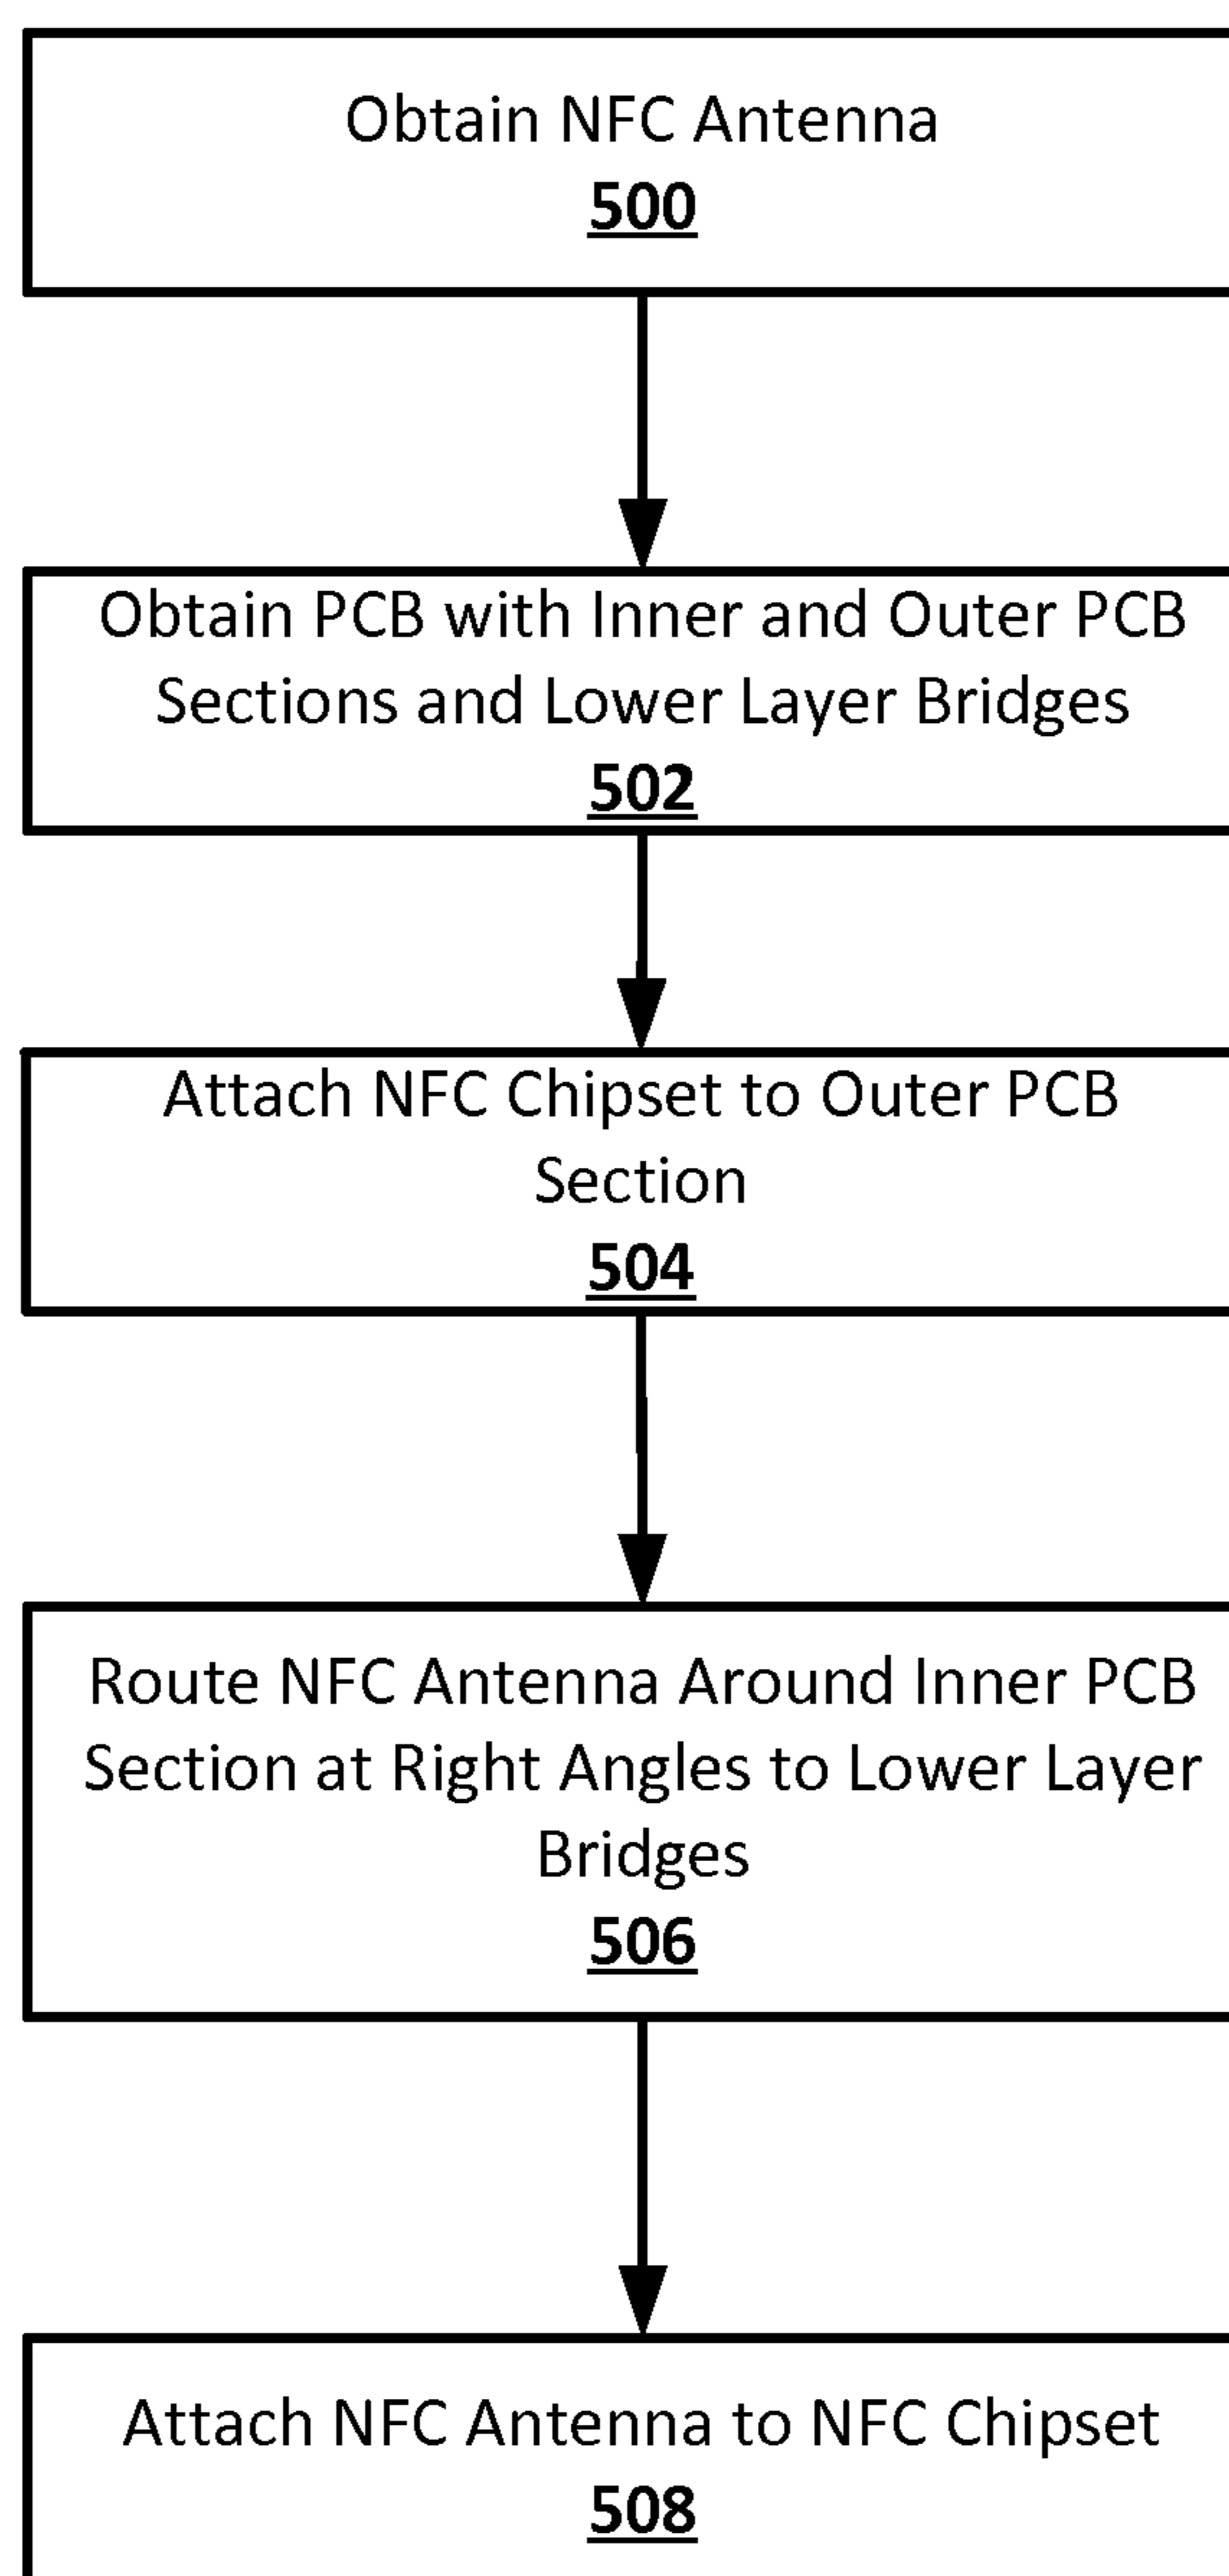 Obtain NFC Antenna
500
Obtain PCB with Inner and Outer PCB
Sections and Lower Layer Bridges
502
Attach NFC Chipset to Outer PCB
Section
504
Route NFC Antenna Around Inner PCB
Section at Right Angles to Lower Layer
Bridges
506
Attach NFC Antenna to NFC Chipset
508